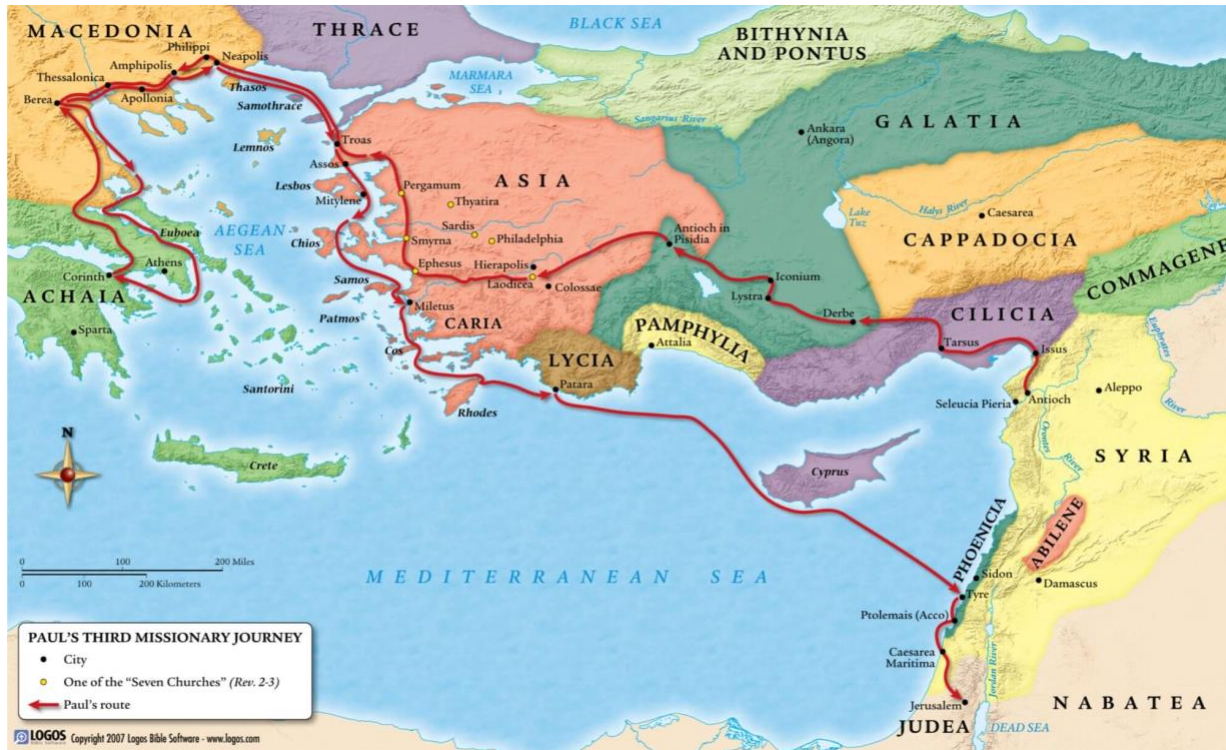 MACEDONIA
THRACE
BLACK SEA
BITHYNIA
AND PONTUS
Philippi
Neapolis
Amphipolis
Thessalonica
Apollonia
Berea
Thasos
Samothrace
MARMARA
SEA
Sangarius River
Ankara
(Angora)
GALATIA
Troas
Lemnos
Assos
ASIA
Lesbos
Mitylene
Pergamum
Thyatira
Halys River
Caesarea
Lake
Tuz
CAPPADOCIA
Euboea
AEGEAN
SEA
Chios
Sardis
Smyrna
Philadelphia
Antioch in
Pisidia
COMMAGENE
Athens
Corinth
Samos
Ephesus
Hierapolis
Laodicea
Colossae
Iconium
Lystra
ACHAIA
Miletus
Patmos
CARIA
Derbe
CILICIA
Euphrates
River
Sparta
PAMPHYLIA
Attalia
Tarsus
Issus
Cos
LYCIA
Santorini
Patara
Rhodes
Seleucia Pieria
Antioch
Aleppo
Orontes
River
SYRIA
N
Crete
Cyprus
PHOENICIA
ABILENE
0 100 200 Miles
0 100 200 Kilometers
MEDITERRANEAN SEA
Sidon
Damascus
Tyre
Ptolemais (Acco)
PAUL'S THIRD MISSIONARY JOURNEY
City
One of the "Seven Churches" (Rev. 2-3)
Paul's route
Caesarea
Maritima
Jordan River
Jerusalem
JUDEA
DEAD SEA
NABATEA
LOGOS
Bible Software
Copyright 2007 Logos Bible Software - www.logos.com